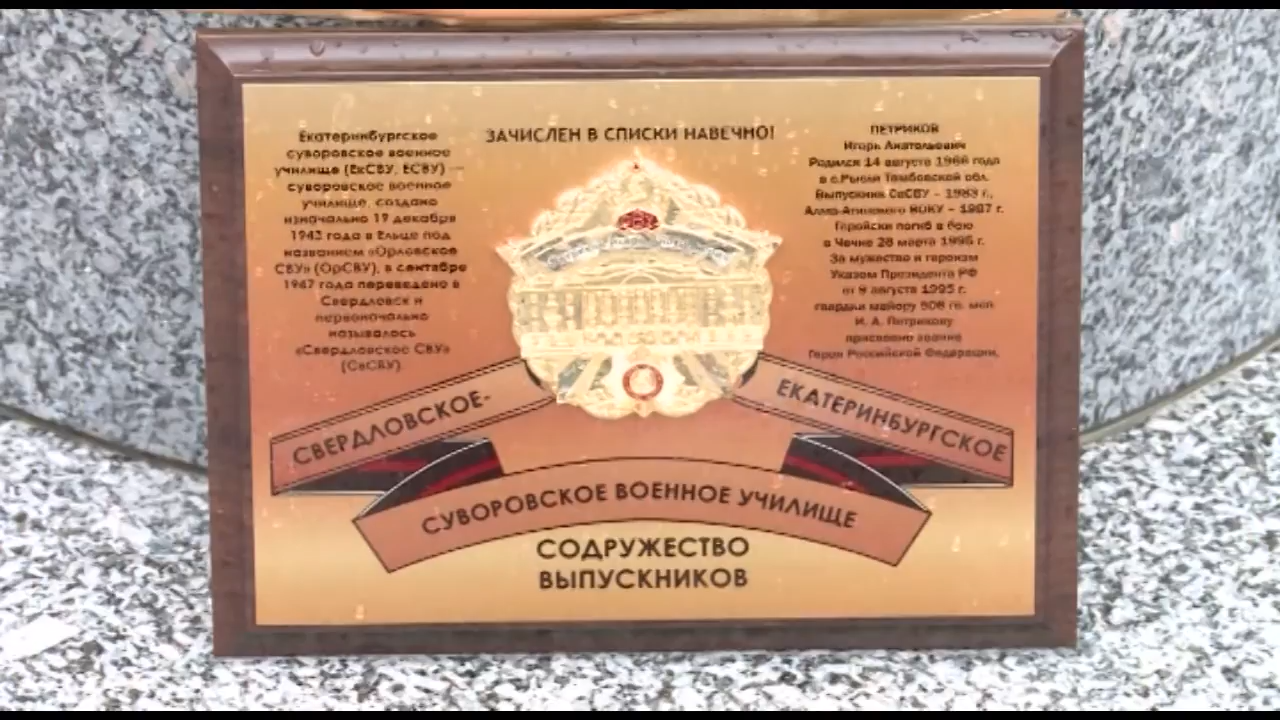 ЗАЧИСЛЕН В СПИСКИ НАВЕЧНО!
Екатеринбургское
суворовское военное
училище (ЕкСВУ, ЕСВУ) —
суворовское военное
училище, создано
изначально 19 декабря
1943 года в Ельце под
названием «Орловское
СВУ» (ОрСВУ), в сентябре
1947 года переведено в
Свердловск и
первоначально
называлось
«Свердловское СВУ»
(СвСВУ).
ПЕТРИКОВ
Игорь Анатольевич
Родился 14 августа 1966 года
в с. Тамбовской обл.
Выпускник СвСВУ – 1983 г.,
Алма-Атинского ВОКУ – 1987 г.
Геройски погиб в бою
в Чечне 28 марта 1995 г.
За мужество и героизм
Указом Президента РФ
от 9 августа 1995 г.
гвардии майору 506 гв. мсп
И. А. Петрикову
присвоено звание
Героя Российской Федерации.
СВЕРДЛОВСКОЕ-
ЕКАТЕРИНБУРГСКОЕ
СУВОРОВСКОЕ ВОЕННОЕ УЧИЛИЩЕ
СОДРУЖЕСТВО
ВЫПУСКНИКОВ